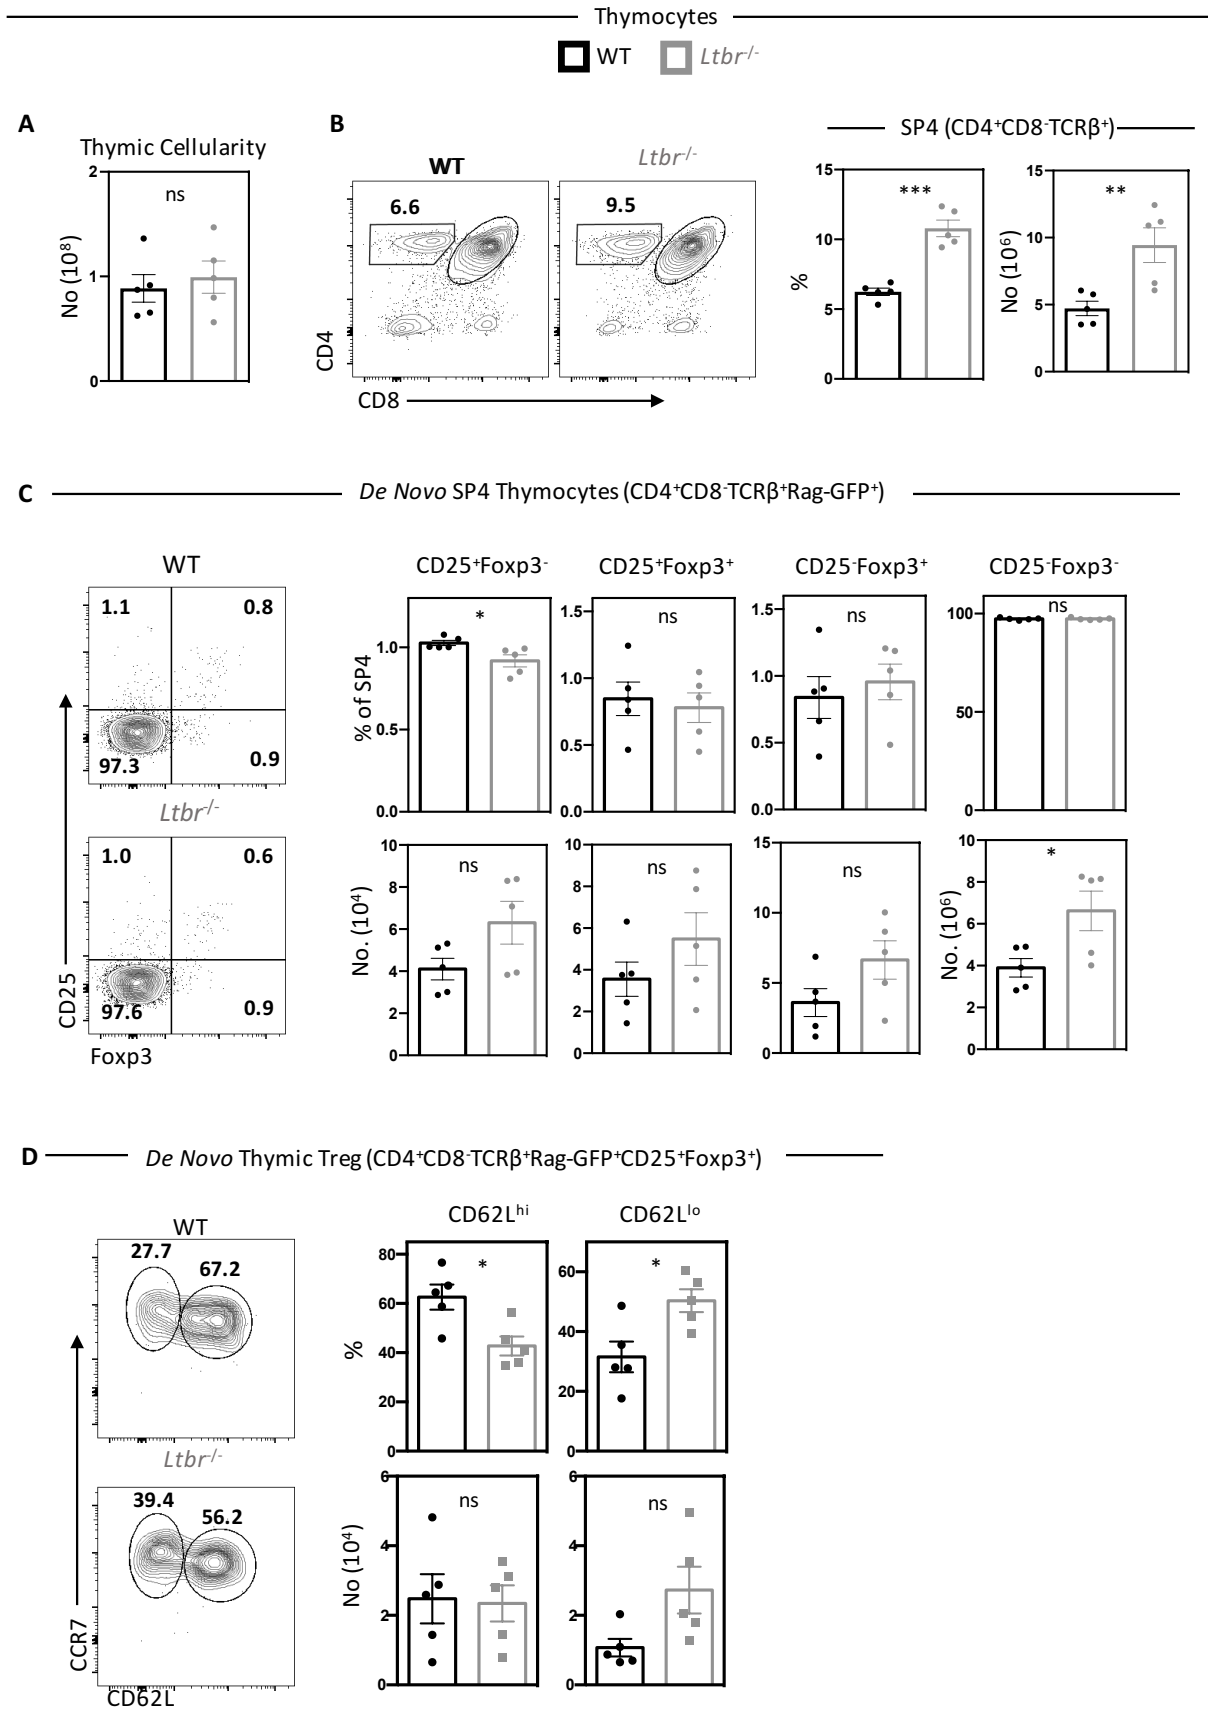 Thymocytes
WT Ltbr⁻/⁻
A
Thymic Cellularity
2
1
0
No (10⁸)
ns
B
WT Ltbr⁻/⁻
6.6 9.5
CD4
CD8
SP4 (CD4⁺CD8⁻TCRβ⁺)
15
10
5
0
%
***
15
10
5
0
No (10⁶)
**
C De Novo SP4 Thymocytes (CD4⁺CD8⁻TCRβ⁺Rag-GFP⁺)
WT
1.1 0.8
97.3 0.9
Ltbr⁻/⁻
1.0 0.6
97.6 0.9
CD25
Foxp3
CD25⁺Foxp3⁻ CD25⁺Foxp3⁺ CD25⁻Foxp3⁺ CD25⁻Foxp3⁻
% of SP4
1.0
0.5
0.0
*
1.5
1.0
0.5
0.0
ns
1.5
1.0
0.5
0.0
ns
100
50
0
ns
No. (10⁴)
10
8
6
4
2
0
ns
10
8
6
4
2
0
ns
15
10
5
0
ns
No. (10⁶)
10
8
6
4
2
0
*
D De Novo Thymic Treg (CD4⁺CD8⁻TCRβ⁺Rag-GFP⁺CD25⁺Foxp3⁺)
WT
27.7 67.2
Ltbr⁻/⁻
39.4 56.2
CCR7
CD62L
CD62Lʰⁱ CD62Lˡᵒ
%
80
60
40
20
0
*
60
40
20
0
*
No (10⁴)
6
4
2
0
ns
6
4
2
0
ns